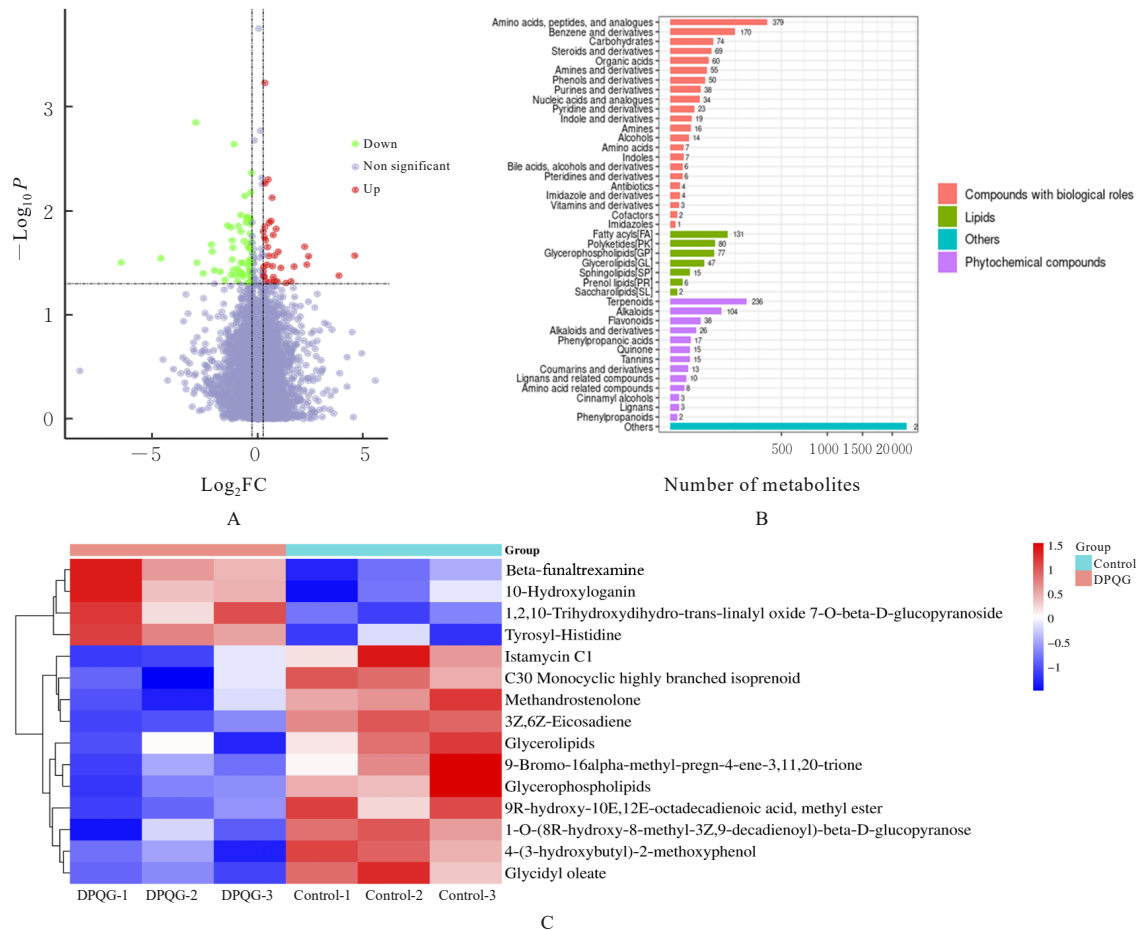 3
2
1
0
−5
0
5
−Log10 P
Log2FC
A
Down
Non significant
Up
Amino acids, peptides, and analogues 379
Benzene and derivatives 170
Carbohydrates 74
Steroids and derivatives 69
Organic acids 60
Amines and derivatives 55
Phenols and derivatives 50
Purines and derivatives 38
Nucleic acids and analogues 34
Pyridine and derivatives 23
Indole and derivatives 19
Amines 16
Alcohols 14
Amino acids 7
Indoles 7
Bile acids, alcohols and derivatives 6
Pteridines and derivatives 6
Antibiotics 4
Imidazole and derivatives 4
Vitamins and derivatives 3
Cofactors 2
Imidazoles 1
Fatty acyls[FA] 131
Polyketides[PK] 80
Glycerophospholipids[GP] 77
Glycerolipids[GL] 47
Sphingolipids[SP] 15
Prenol lipids[PR] 6
Saccharolipids[SL] 2
Terpenoids 236
Alkaloids 104
Flavonoids 38
Alkaloids and derivatives 26
Phenylpropanoic acids 17
Quinone 15
Tannins 15
Coumarins and derivatives 13
Lignans and related compounds 10
Amino acid related compounds 8
Cinnamyl alcohols 3
Lignans 3
Phenylpropanoids 2
Others 2
500 1 000 1 500 20 000
Number of metabolites
B
Compounds with biological roles
Lipids
Others
Phytochemical compounds
Group
Beta-funaltrexamine
10-Hydroxyloganin
1,2,10-Trihydroxydihydro-trans-linalyl oxide 7-O-beta-D-glucopyranoside
Tyrosyl-Histidine
Istamycin C1
C30 Monocyclic highly branched isoprenoid
Methandrostenolone
3Z,6Z-Eicosadiene
Glycerolipids
9-Bromo-16alpha-methyl-pregn-4-ene-3,11,20-trione
Glycerophospholipids
9R-hydroxy-10E,12E-octadecadienoic acid, methyl ester
1-O-(8R-hydroxy-8-methyl-3Z,9-decadienoyl)-beta-D-glucopyranose
4-(3-hydroxybutyl)-2-methoxyphenol
Glycidyl oleate
DPQG-1 DPQG-2 DPQG-3 Control-1 Control-2 Control-3
1.5
1
0.5
0
−0.5
−1
Group
Control
DPQG
C